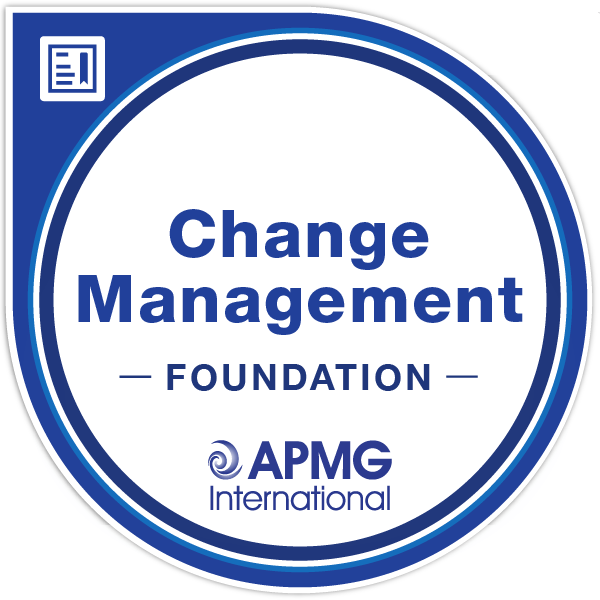 Change
Management
— FOUNDATION —
APMG
International